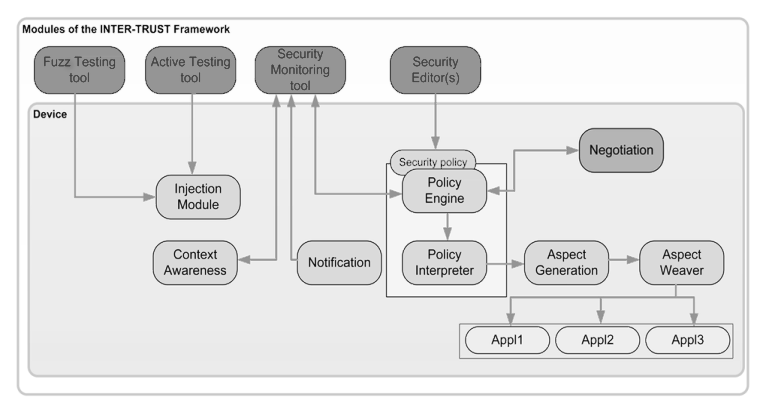 Modules of the INTER-TRUST Framework
Fuzz Testing
tool
Active Testing
tool
Security
Monitoring
tool
Security
Editor(s)
Device
Security policy
Negotiation
Policy
Engine
Injection
Module
Context
Awareness
Notification
Policy
Interpreter
Aspect
Generation
Aspect
Weaver
Appl1
Appl2
Appl3